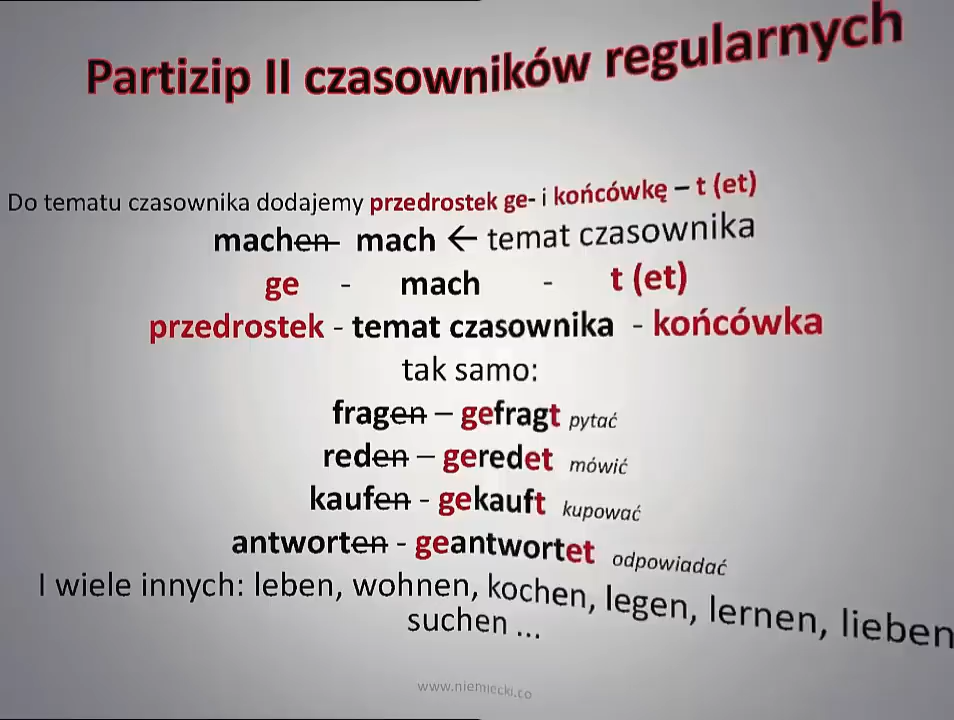 Partizip II czasowników regularnych
Do tematu czasownika dodajemy przedrostek ge- i końcówkę – t (et)
machen- mach ← temat czasownika
ge - mach - t (et)
przedrostek - temat czasownika - końcówka
tak samo:
fragen – gefragt pytać
reden – geredet mówić
kaufen - gekauft kupować
antworten - geantwortet odpowiadać
I wiele innych: leben, wohnen, kochen, legen, lernen, lieben
suchen ...
www.niemiecki.co